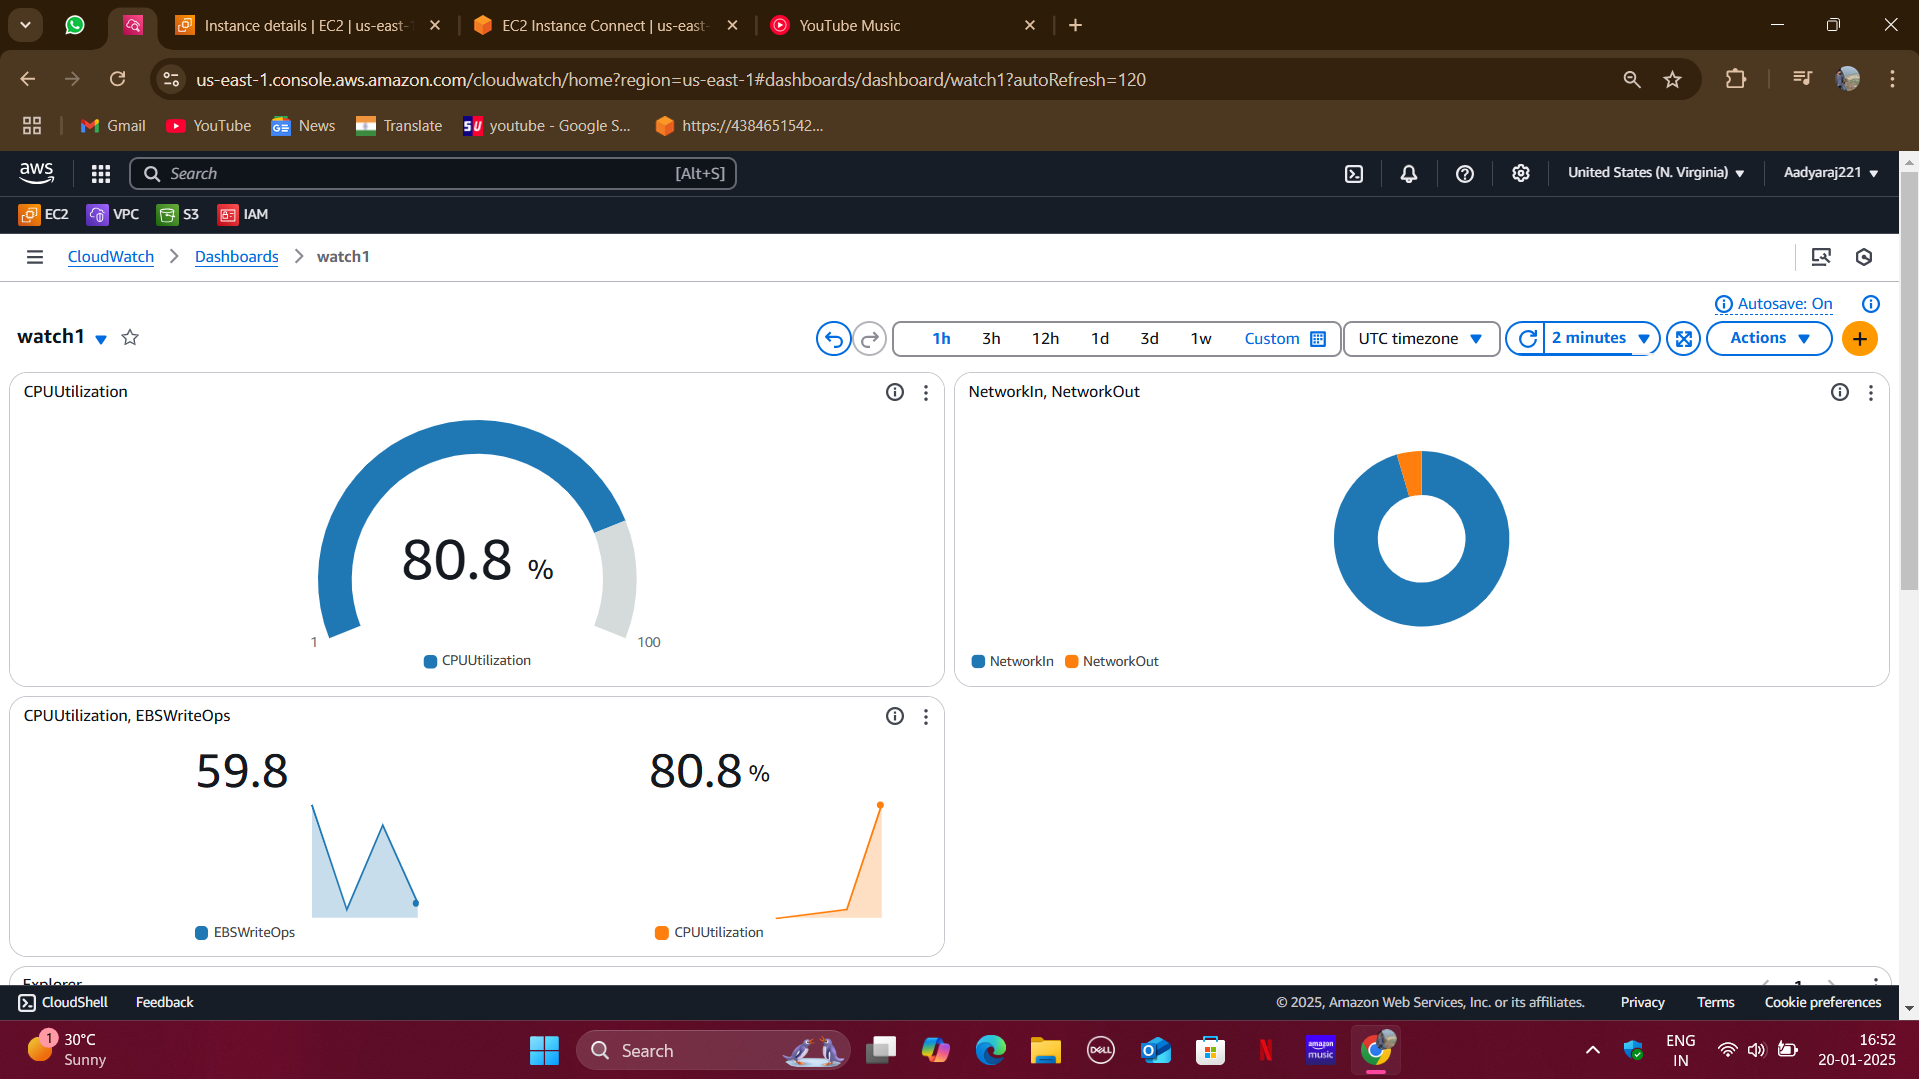 Instance details | EC2 | us-east-1
EC2 Instance Connect | us-east-
YouTube Music
us-east-1.console.aws.amazon.com/cloudwatch/home?region=us-east-1#dashboards/dashboard/watch1?autoRefresh=120
Gmail
YouTube
News
Translate
youtube - Google S...
https://4384651542...
aws
Search
[Alt+S]
United States (N. Virginia)
Aadyaraj221
EC2
VPC
S3
IAM
CloudWatch
Dashboards
watch1
Autosave: On
watch1
1h
3h
12h
1d
3d
1w
Custom
UTC timezone
2 minutes
Actions
CPUUtilization
80.8 %
1
100
CPUUtilization
NetworkIn, NetworkOut
NetworkIn
NetworkOut
CPUUtilization, EBSWriteOps
59.8
80.8 %
EBSWriteOps
CPUUtilization
Explorer
1
CloudShell
Feedback
© 2025, Amazon Web Services, Inc. or its affiliates.
Privacy
Terms
Cookie preferences
1
30°C
Sunny
Search
DELL
amazon music
ENG
IN
16:52
20-01-2025